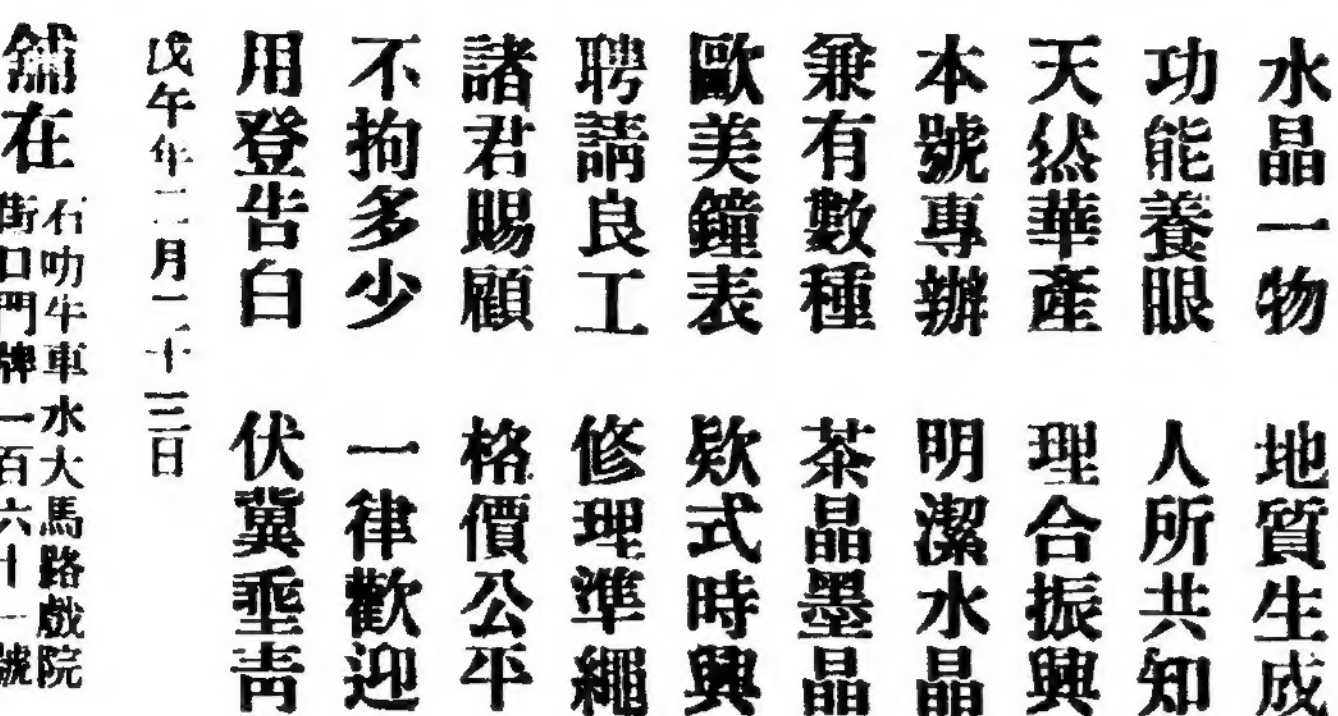 水晶一物　地質生成
功能養眼　人所共知
天然華產　理合振興
本號專辦　明潔水晶
兼有數種　茶晶墨晶
歐美鐘表　欵式時興
聘請良工　修理準繩
諸君賜顧　格價公平
不拘多少　一律歡迎
用登告白　伏冀垂青
戊午年二月二十三日
舖在
石叻牛車水大馬路戲院
街口門牌一百六十一號